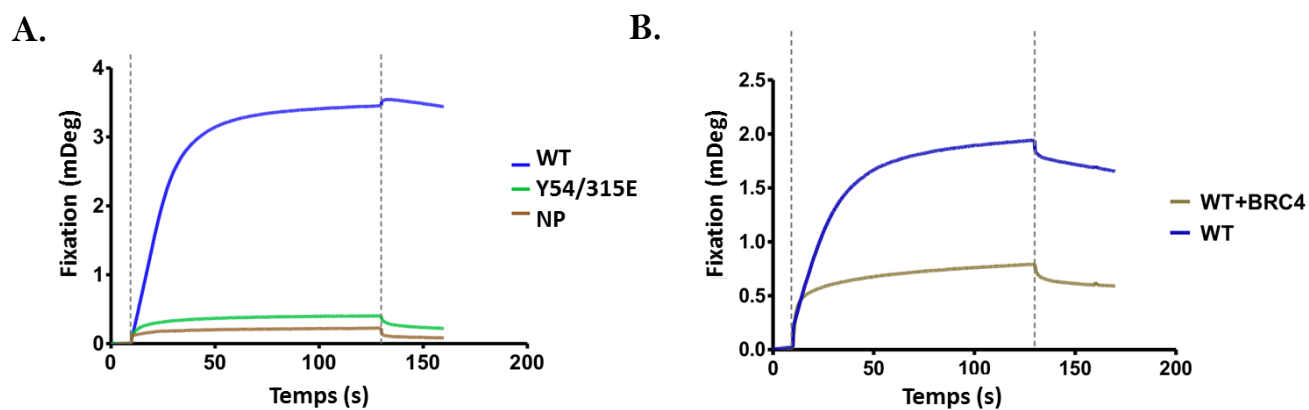 A.
Fixation (mDeg)
4
3
2
1
0
0 50 100 150 200
Temps (s)
WT
Y54/315E
NP
B.
Fixation (mDeg)
2.5
2.0
1.5
1.0
0.5
0.0
0 50 100 150 200
Temps (s)
WT+BRC4
WT